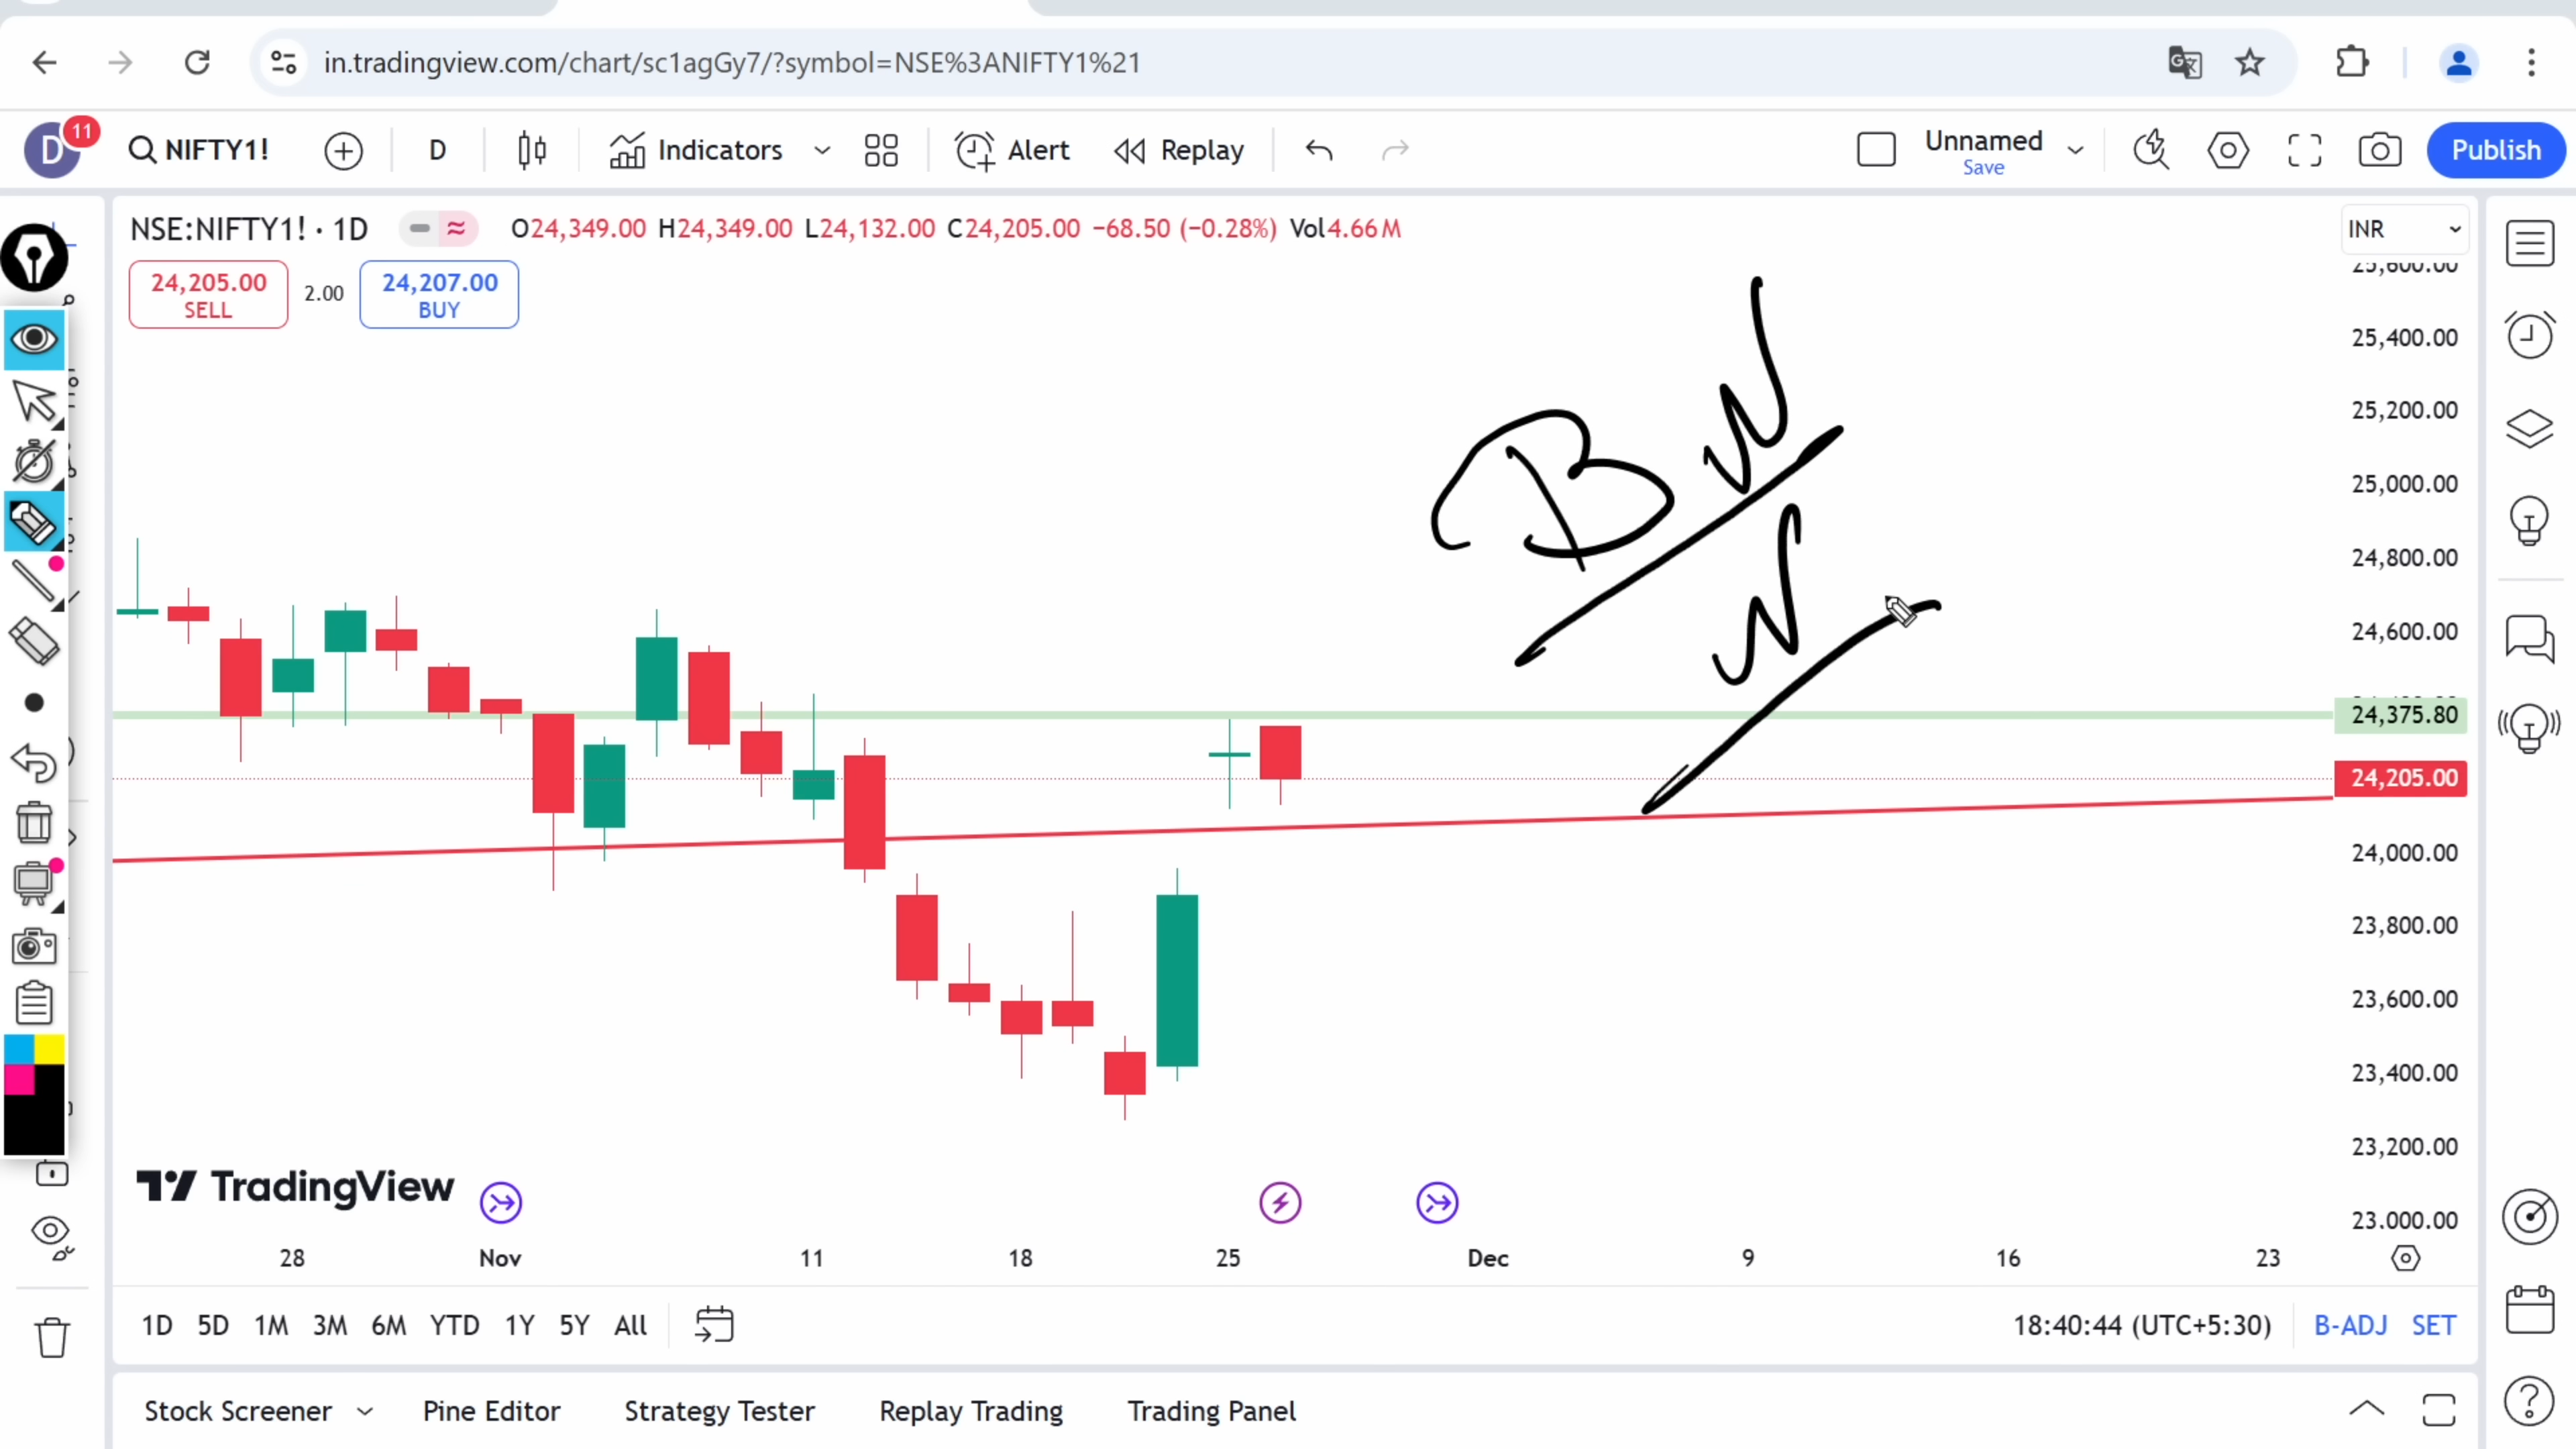 in.tradingview.com/chart/sc1agGy7/?symbol=NSE%3ANIFTY1%21
D 11 NIFTY1! D Indicators Alert Replay Unnamed Save Publish
NSE:NIFTY1! · 1D O24,349.00 H24,349.00 L24,132.00 C24,205.00 −68.50 (−0.28%) Vol4.66 M INR
24,205.00 SELL 2.00 24,207.00 BUY
25,600.00
25,400.00
25,200.00
25,000.00
24,800.00
24,600.00
24,375.80
24,205.00
24,000.00
23,800.00
23,600.00
23,400.00
23,200.00
23.000.00
B N
N
TradingView
28 Nov 11 18 25 Dec 9 16 23
1D 5D 1M 3M 6M YTD 1Y 5Y All 18:40:44 (UTC+5:30) B-ADJ SET
Stock Screener Pine Editor Strategy Tester Replay Trading Trading Panel